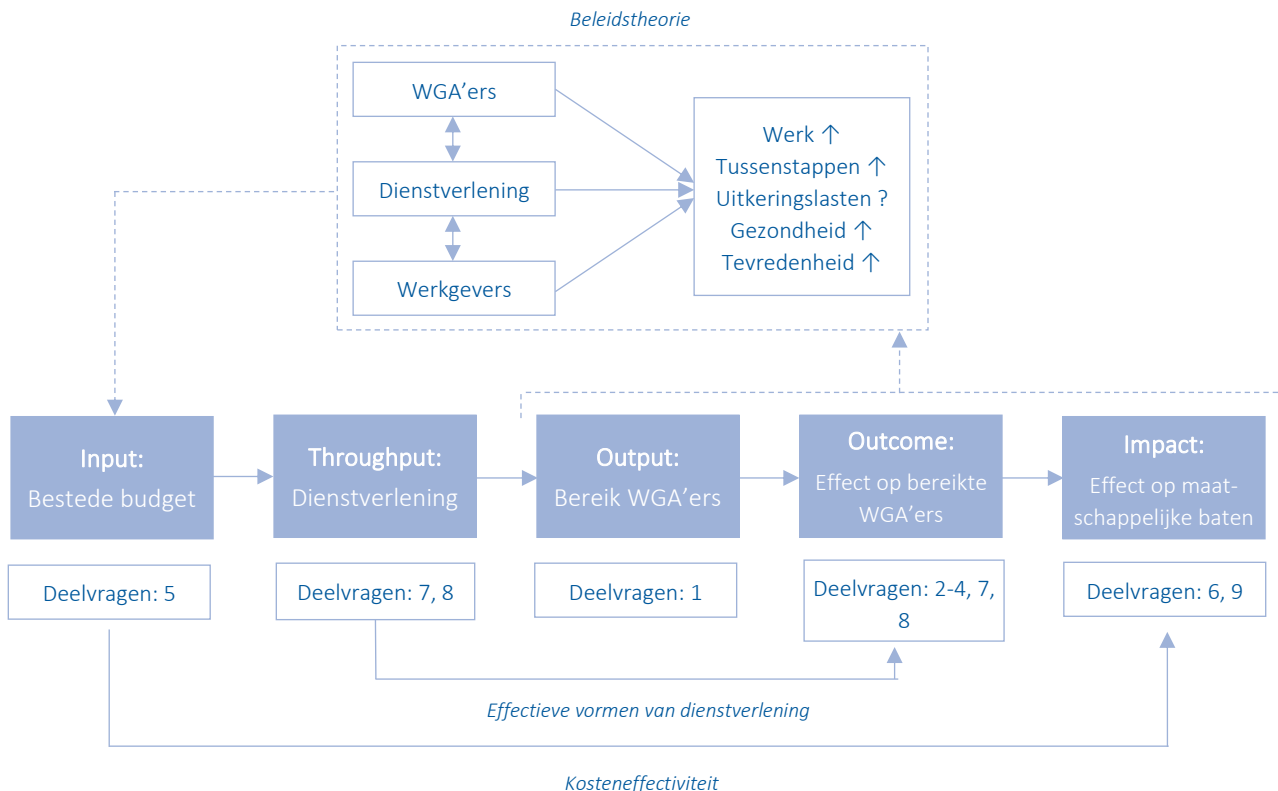 Beleidstheorie
WGA'ers
Dienstverlening
Werkgevers
Werk ↑
Tussenstappen ↑
Uitkeringslasten ?
Gezondheid ↑
Tevredenheid ↑
Input:
Bestede budget
Throughput:
Dienstverlening
Output:
Bereik WGA'ers
Outcome:
Effect op bereikte
WGA'ers
Impact:
Effect op maat-
schappelijke baten
Deelvragen: 5
Deelvragen: 7, 8
Deelvragen: 1
Deelvragen: 2-4, 7,
8
Deelvragen: 6, 9
Effectieve vormen van dienstverlening
Kosteneffectiviteit